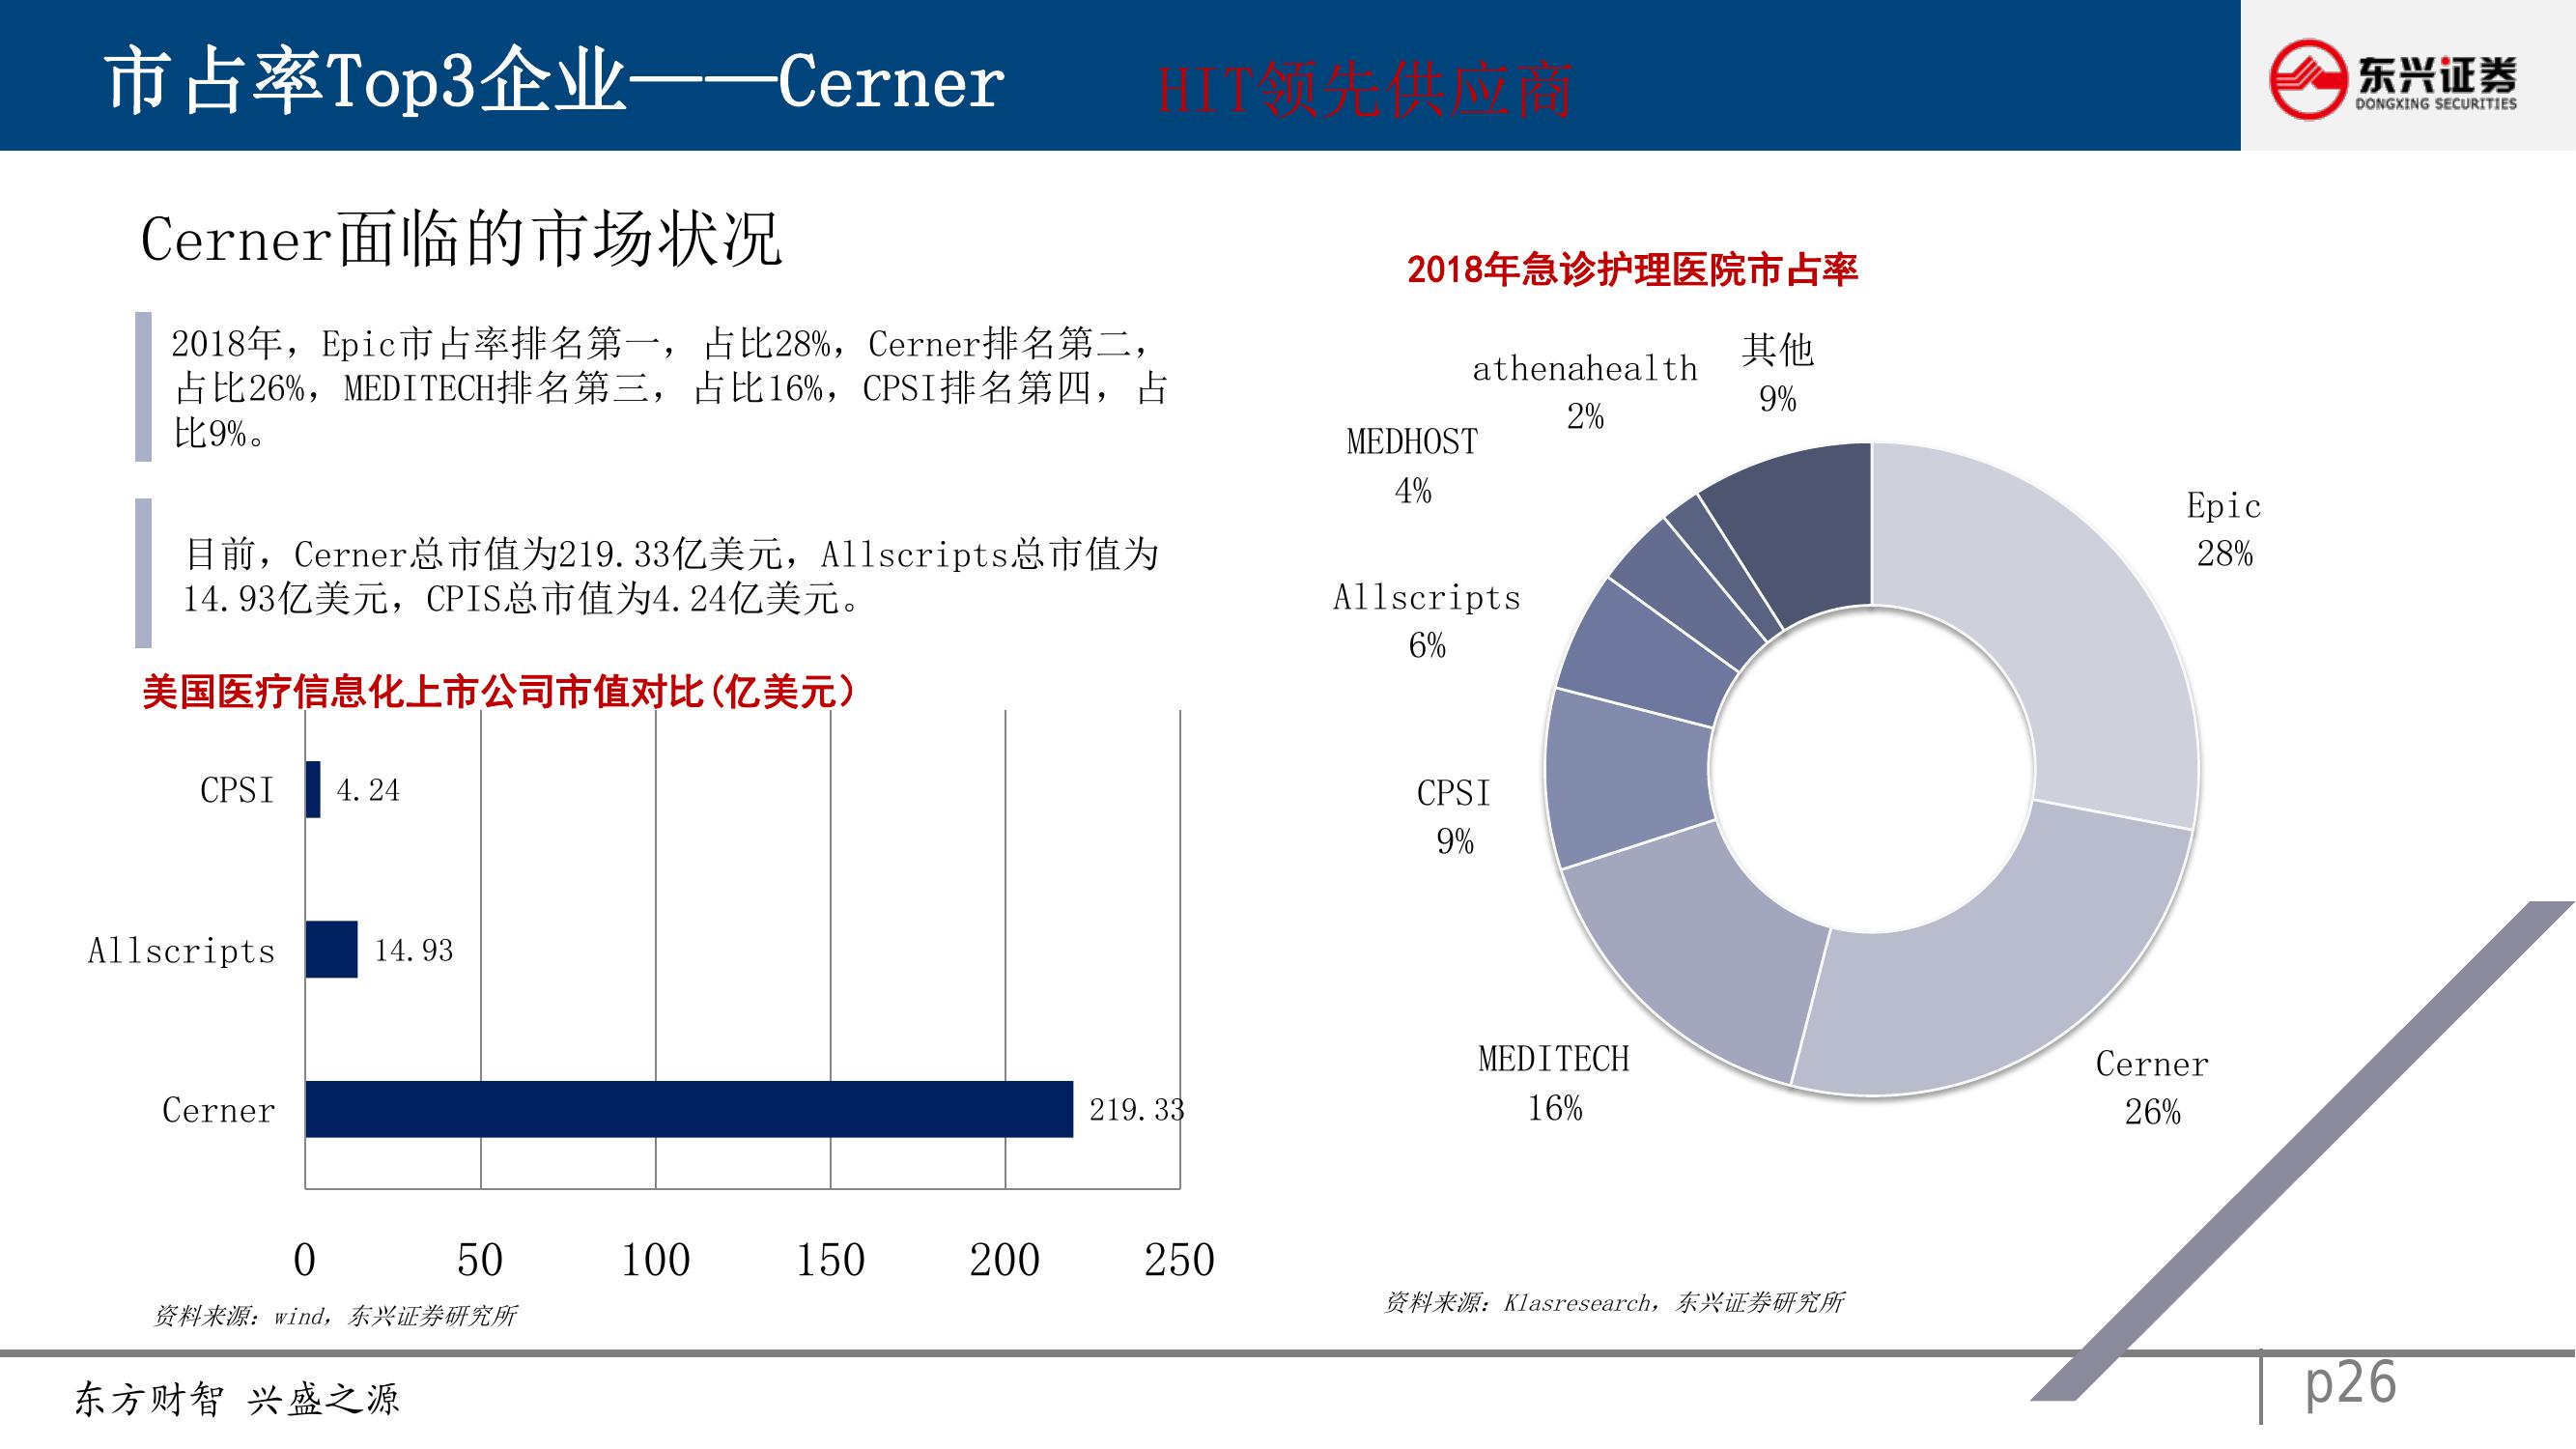 市占率Top3企业——Cerner
HIT领先供应商
东兴证券
DONGXING SECURITIES
Cerner面临的市场状况
2018年，Epic市占率排名第一，占比28%，Cerner排名第二，
占比26%，MEDITECH排名第三，占比16%，CPSI排名第四，占
比9%。
目前，Cerner总市值为219.33亿美元，Allscripts总市值为
14.93亿美元，CPIS总市值为4.24亿美元。
美国医疗信息化上市公司市值对比(亿美元）
CPSI
4.24
Allscripts
14.93
Cerner
219.33
0 50 100 150 200 250
资料来源：wind，东兴证券研究所
2018年急诊护理医院市占率
其他
9%
athenahealth
2%
MEDHOST
4%
Allscripts
6%
CPSI
9%
MEDITECH
16%
Cerner
26%
Epic
28%
资料来源：Klasresearch，东兴证券研究所
东方财智 兴盛之源
p26